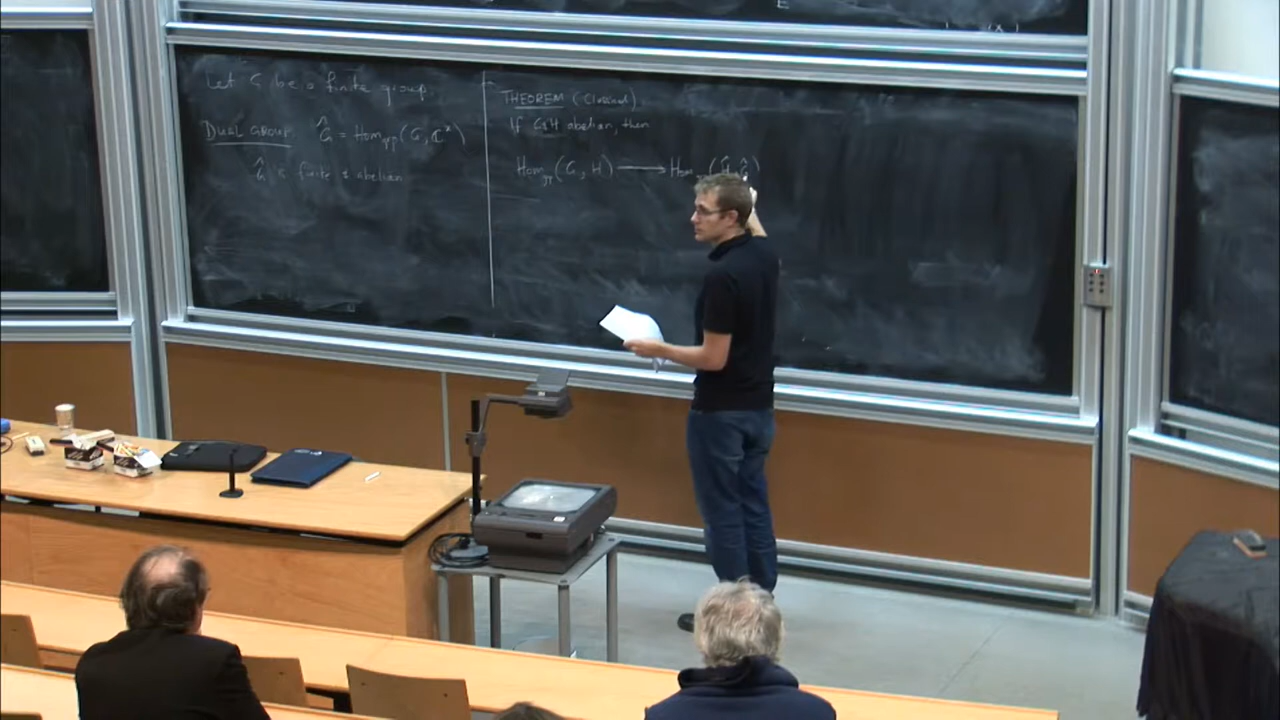 Let G be a finite group.
DUAL GROUP. Ĝ = Hom_gp(G, ℂ^x)
Ĝ is finite & abelian
THEOREM (Classical).
If G & H abelian, then
Hom_gp(G, H) ⟶ Hom (Ĥ, Ĝ)